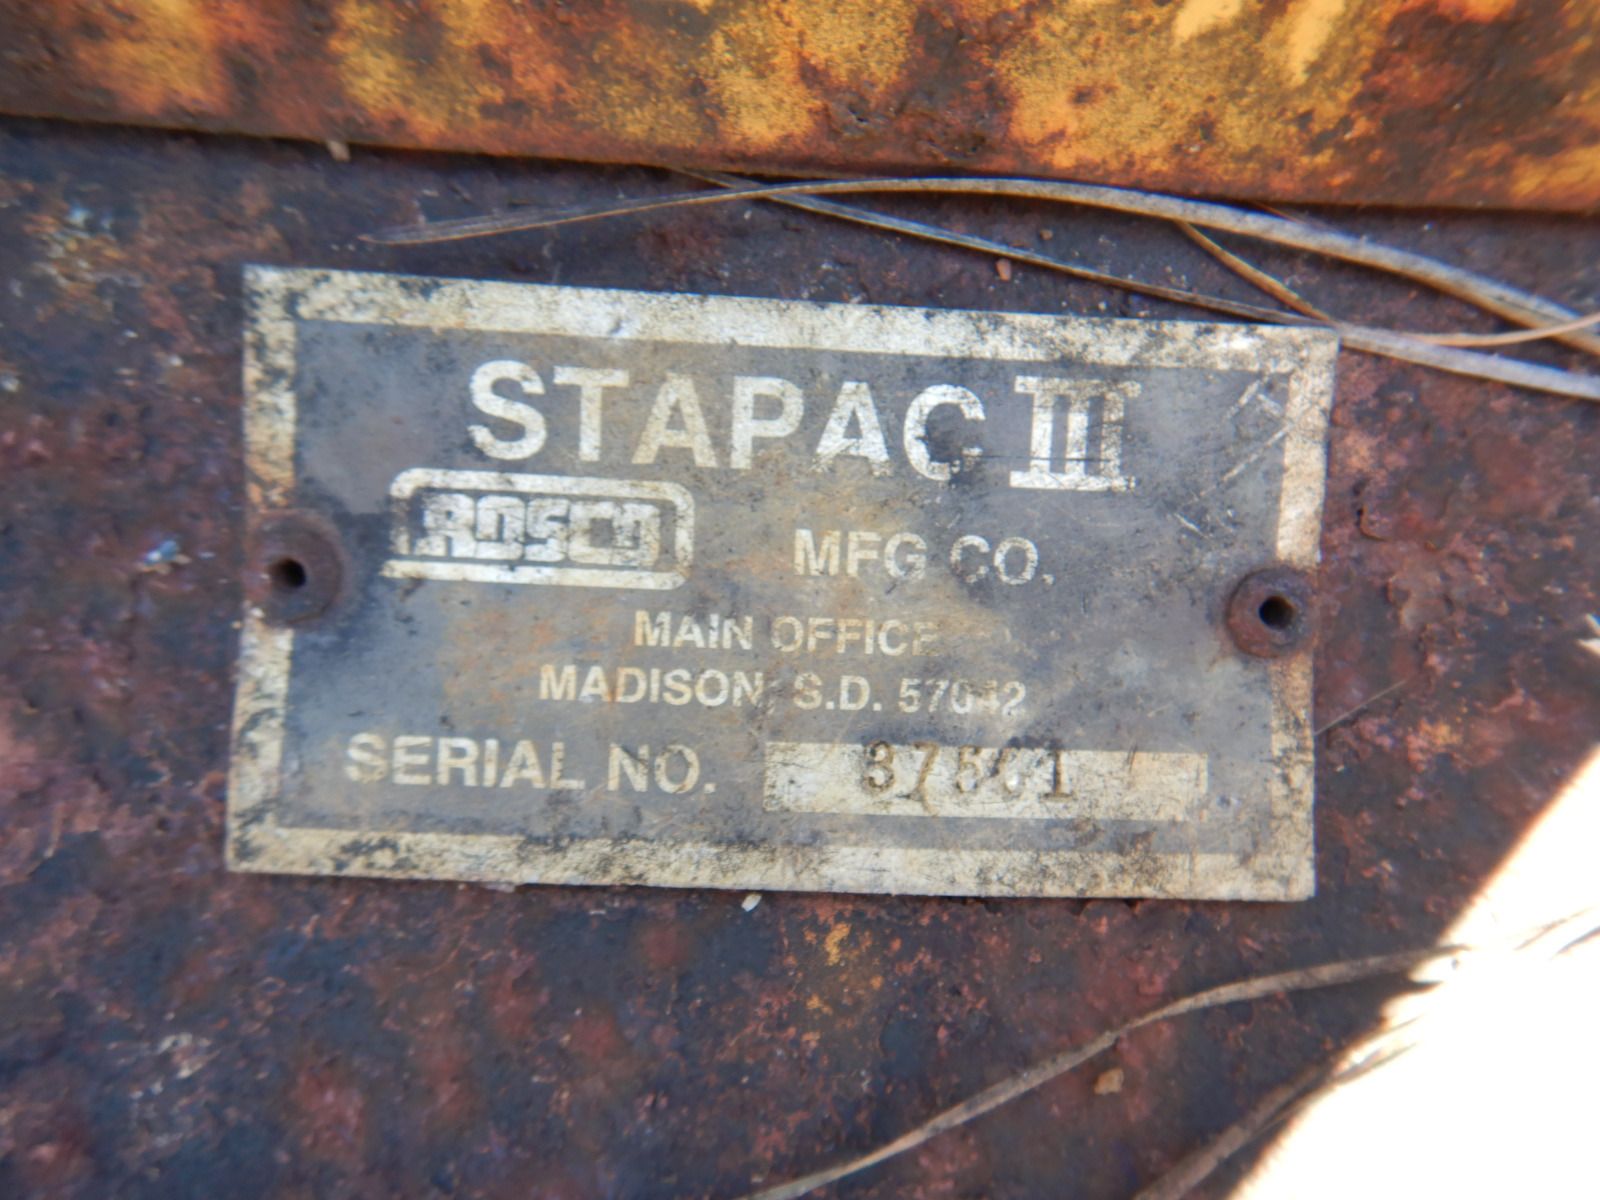 STAPAC III
ROSCO MFG CO.
MAIN OFFICE
MADISON, S.D. 57042
SERIAL NO.